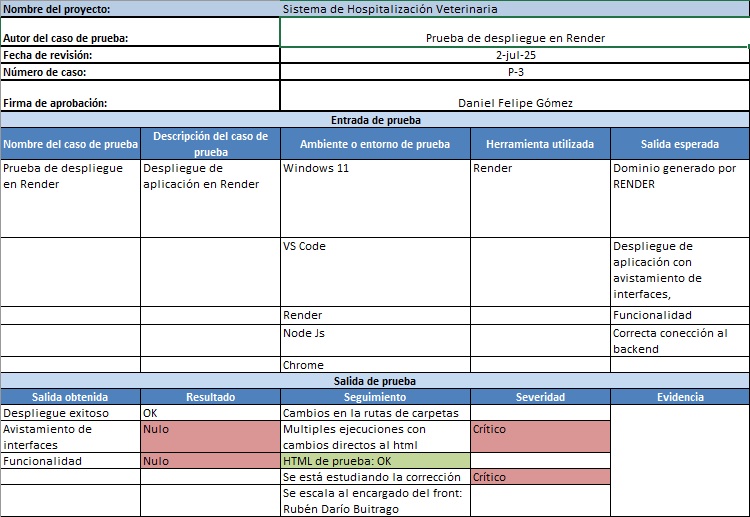 Nombre del proyecto: Sistema de Hospitalización Veterinaria
Autor del caso de prueba: Prueba de despliegue en Render
Fecha de revisión: 2-jul-25
Número de caso: P-3
Firma de aprobación: Daniel Felipe Gómez
Entrada de prueba
Nombre del caso de prueba
Descripción del caso de
prueba
Ambiente o entorno de prueba
Herramienta utilizada
Salida esperada
Prueba de despliegue
en Render
Despliegue de
aplicación en Render
Windows 11
Render
Dominio generado por
RENDER
VS Code
Despliegue de
aplicación con
avistamiento de
interfaces,
Render
Funcionalidad
Node Js
Correcta conección al
backend
Chrome
Salida de prueba
Salida obtenida
Resultado
Seguimiento
Severidad
Evidencia
Despliegue exitoso
OK
Cambios en la rutas de carpetas
Avistamiento de
interfaces
Nulo
Multiples ejecuciones con
cambios directos al html
Crítico
Funcionalidad
Nulo
HTML de prueba: OK
Se está estudiando la corrección
Crítico
Se escala al encargado del front:
Rubén Darío Buitrago